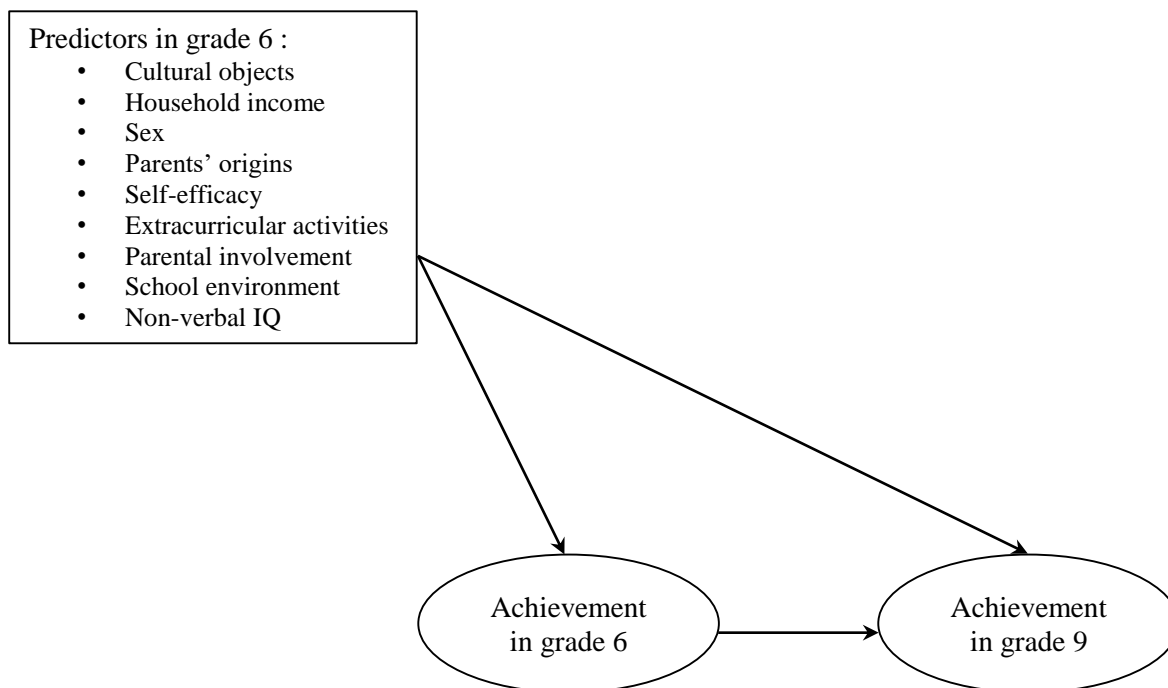 Predictors in grade 6 :
• Cultural objects
• Household income
• Sex
• Parents’ origins
• Self-efficacy
• Extracurricular activities
• Parental involvement
• School environment
• Non-verbal IQ
Achievement
in grade 6
Achievement
in grade 9